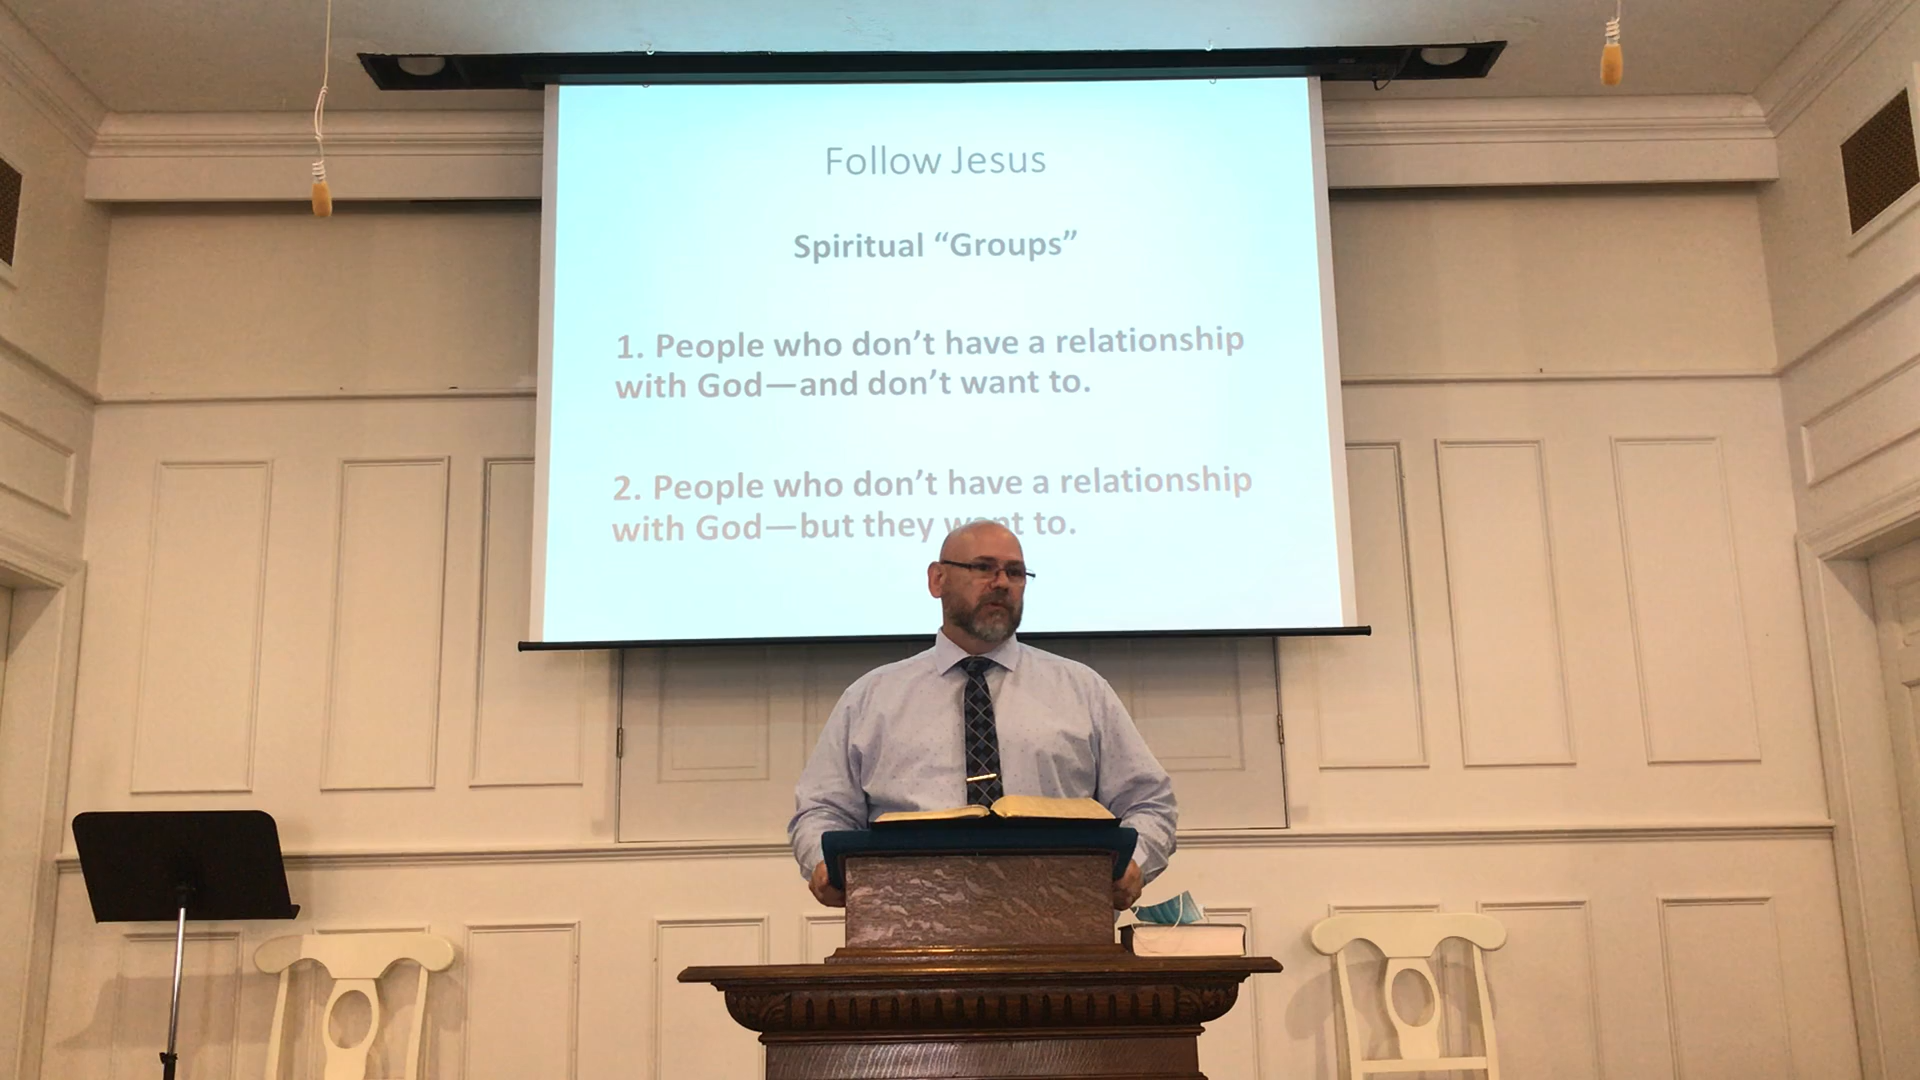 Follow Jesus
Spiritual “Groups”
1. People who don’t have a relationship
with God—and don’t want to.
2. People who don’t have a relationship
with God—but they want to.